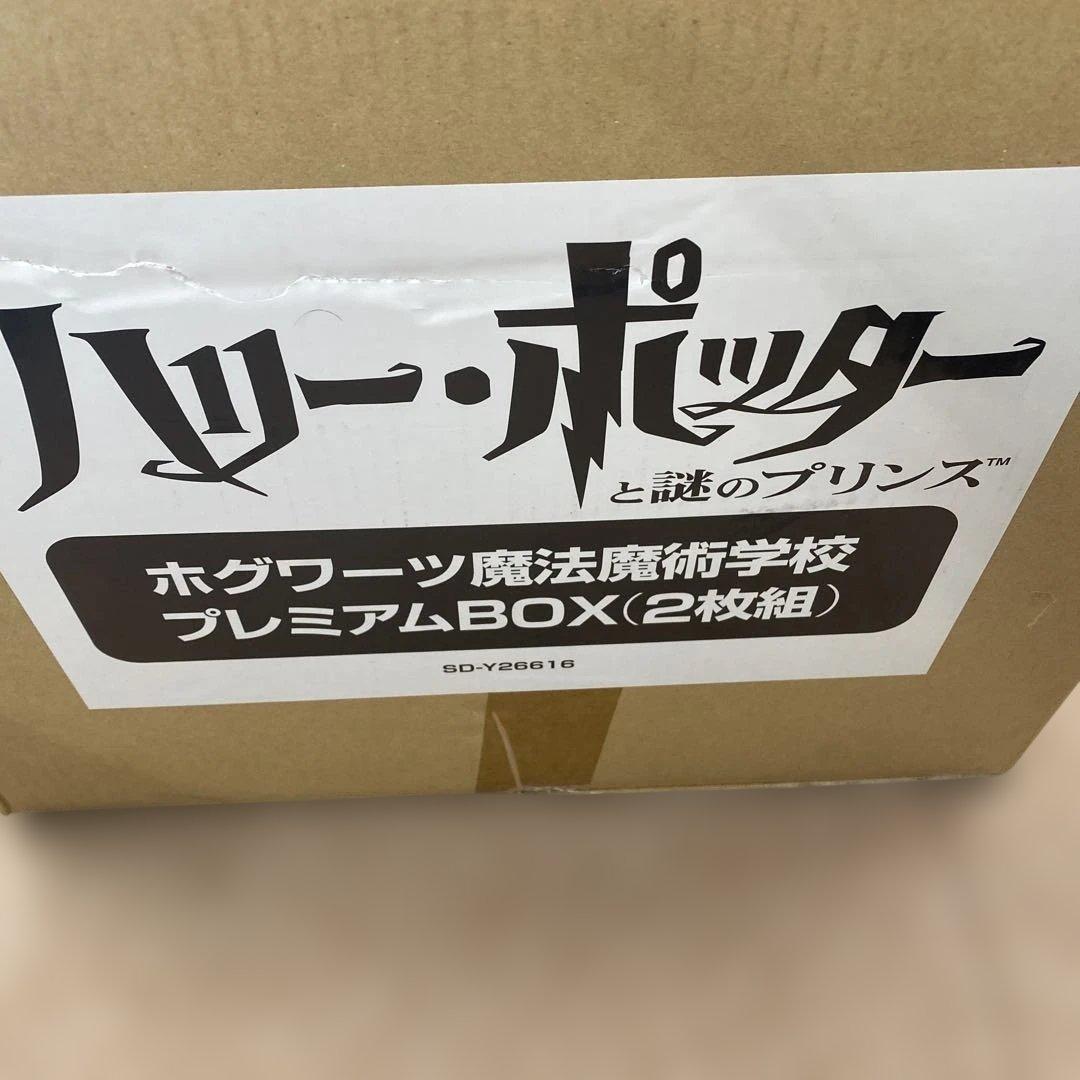 ハリー・ポッター
と謎のプリンス™
ホグワーツ魔法魔術学校
プレミアムBOX(2枚組)
SD-Y26616